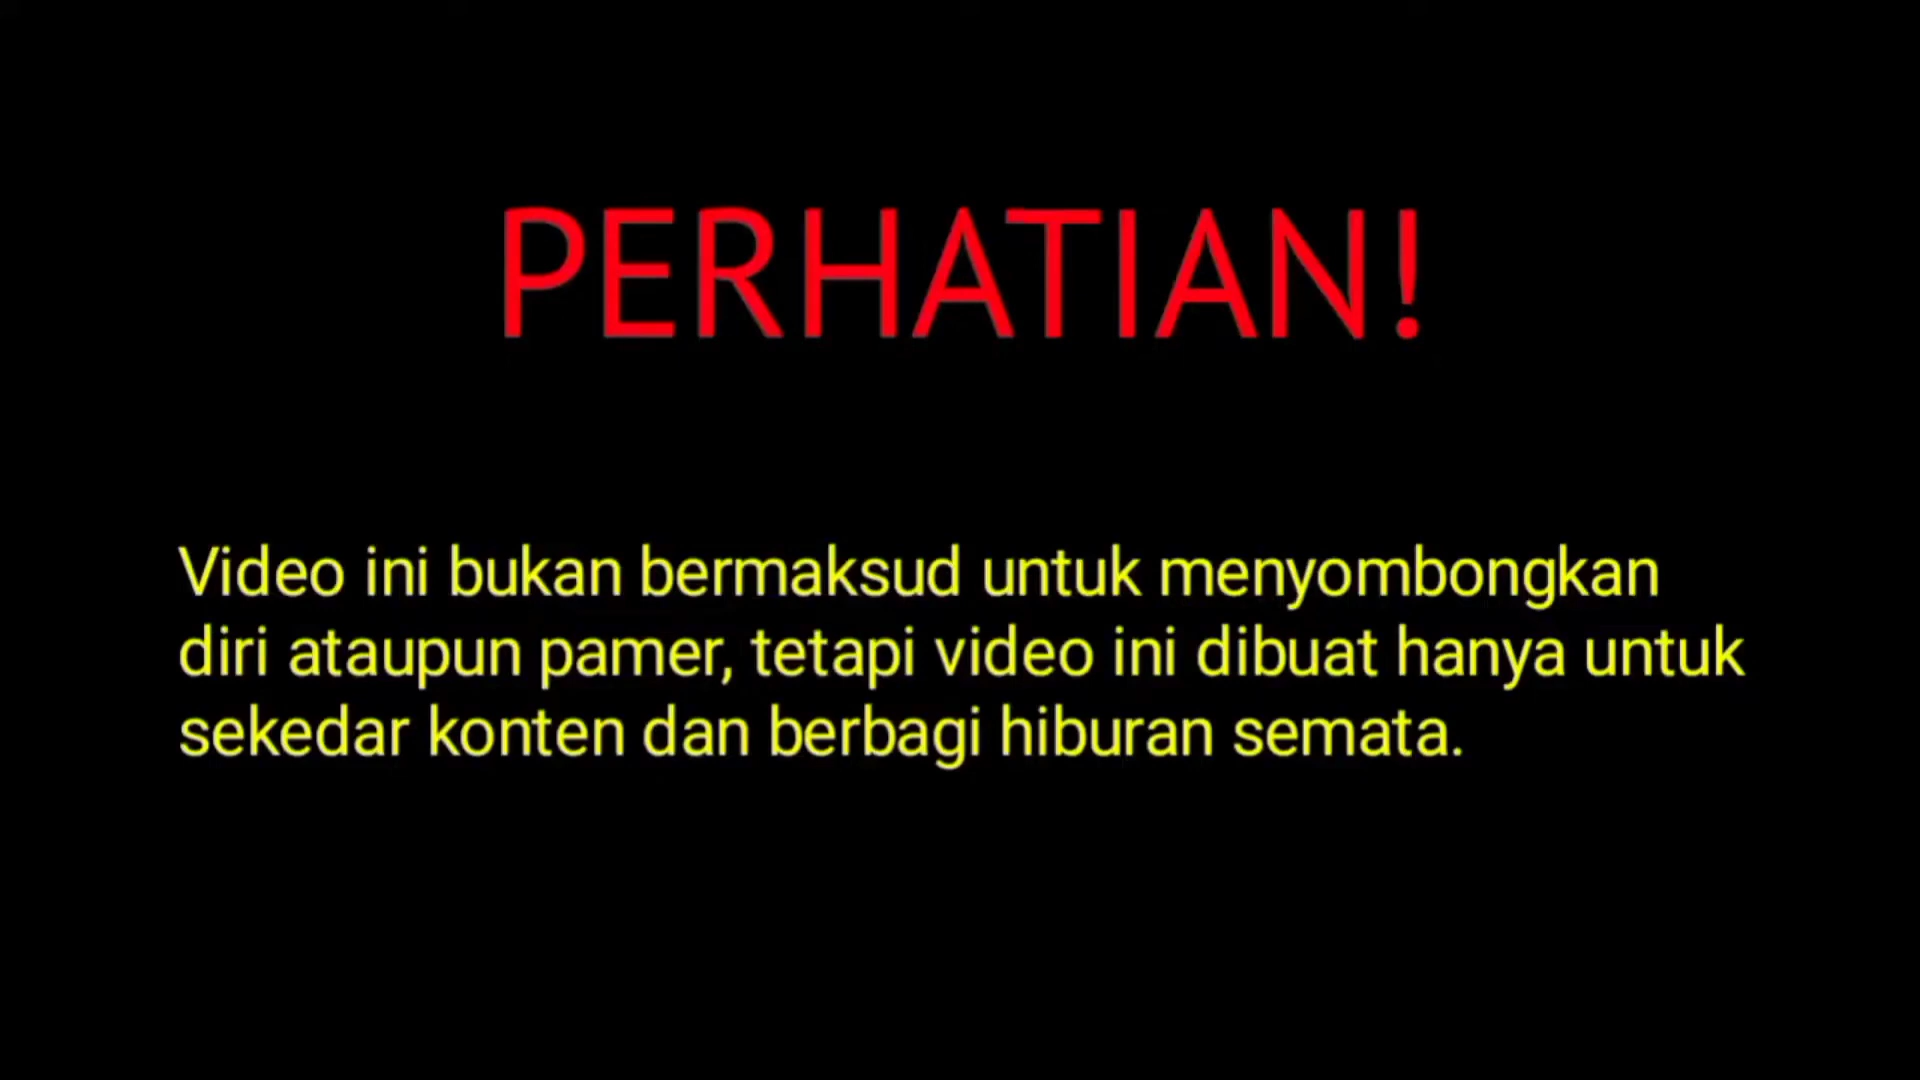 PERHATIAN!
Video ini bukan bermaksud untuk menyombongkan
diri ataupun pamer, tetapi video ini dibuat hanya untuk
sekedar konten dan berbagi hiburan semata.